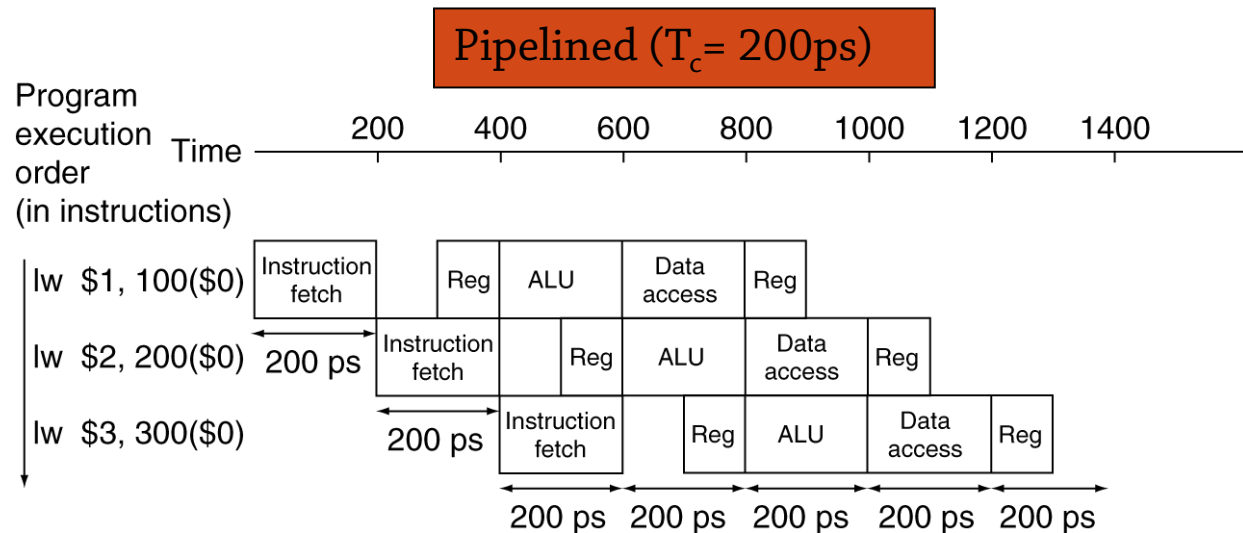 Pipelined (Tc= 200ps)
Program
execution
order
(in instructions)
Time
200 400 600 800 1000 1200 1400
lw $1, 100($0)
Instruction
fetch
Reg
ALU
Data
access
Reg
200 ps
lw $2, 200($0)
Instruction
fetch
Reg
ALU
Data
access
Reg
200 ps
lw $3, 300($0)
Instruction
fetch
Reg
ALU
Data
access
Reg
200 ps 200 ps 200 ps 200 ps 200 ps